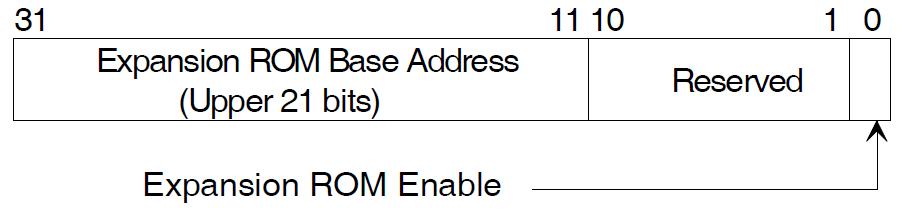 31 11 10 1 0
Expansion ROM Base Address
(Upper 21 bits)
Reserved
Expansion ROM Enable